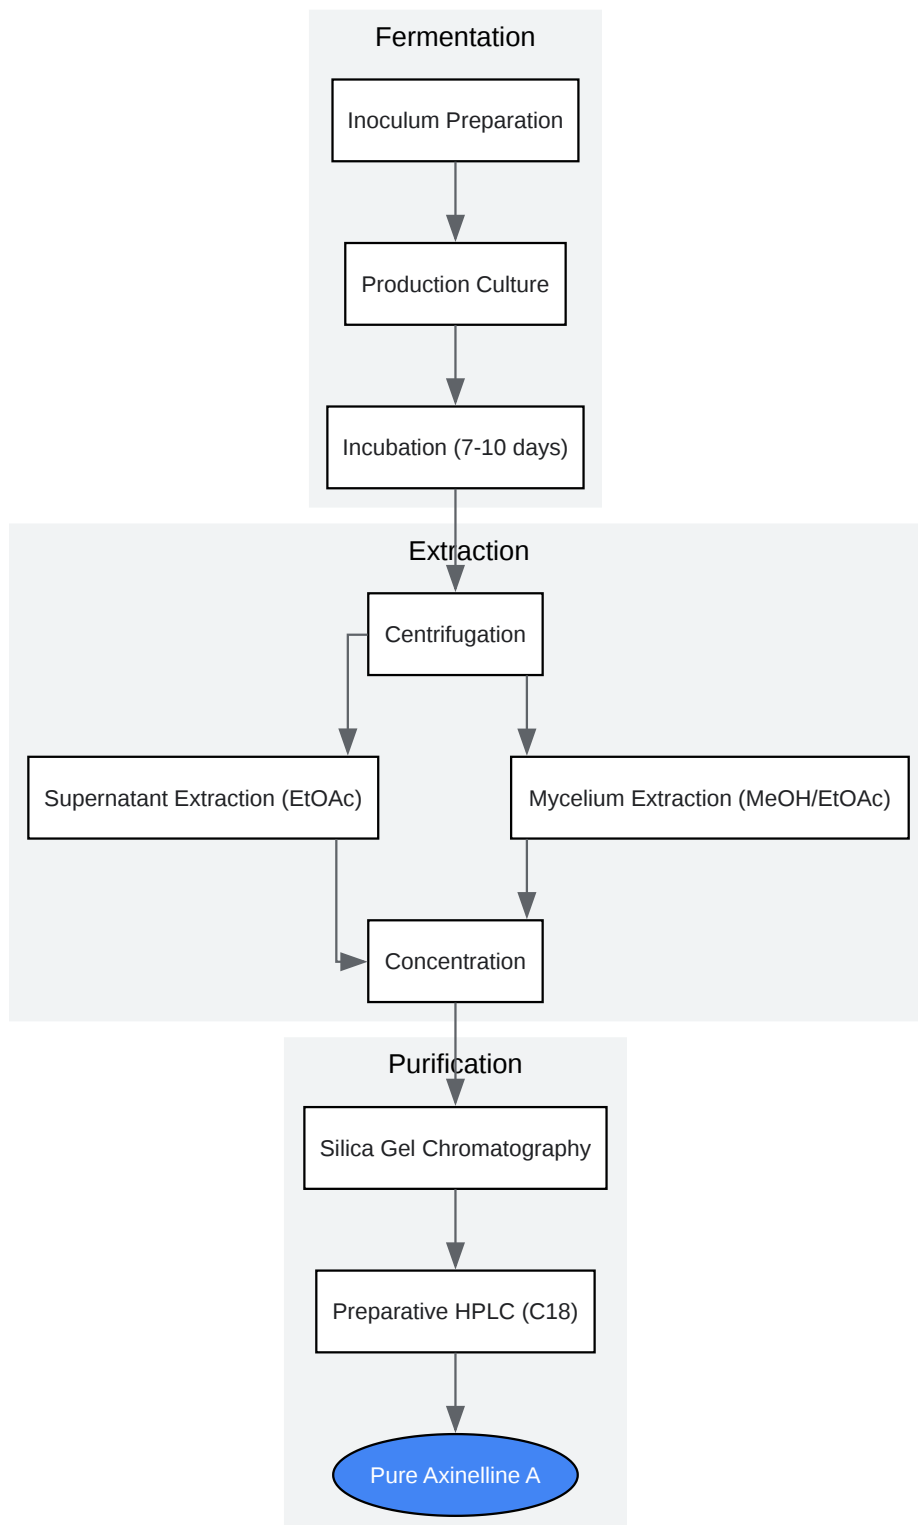 Fermentation
Inoculum Preparation
Production Culture
Incubation (7-10 days)
Extraction
Centrifugation
Supernatant Extraction (EtOAc)
Mycelium Extraction (MeOH/EtOAc)
Concentration
Purification
Silica Gel Chromatography
Preparative HPLC (C18)
Pure Axinelline A